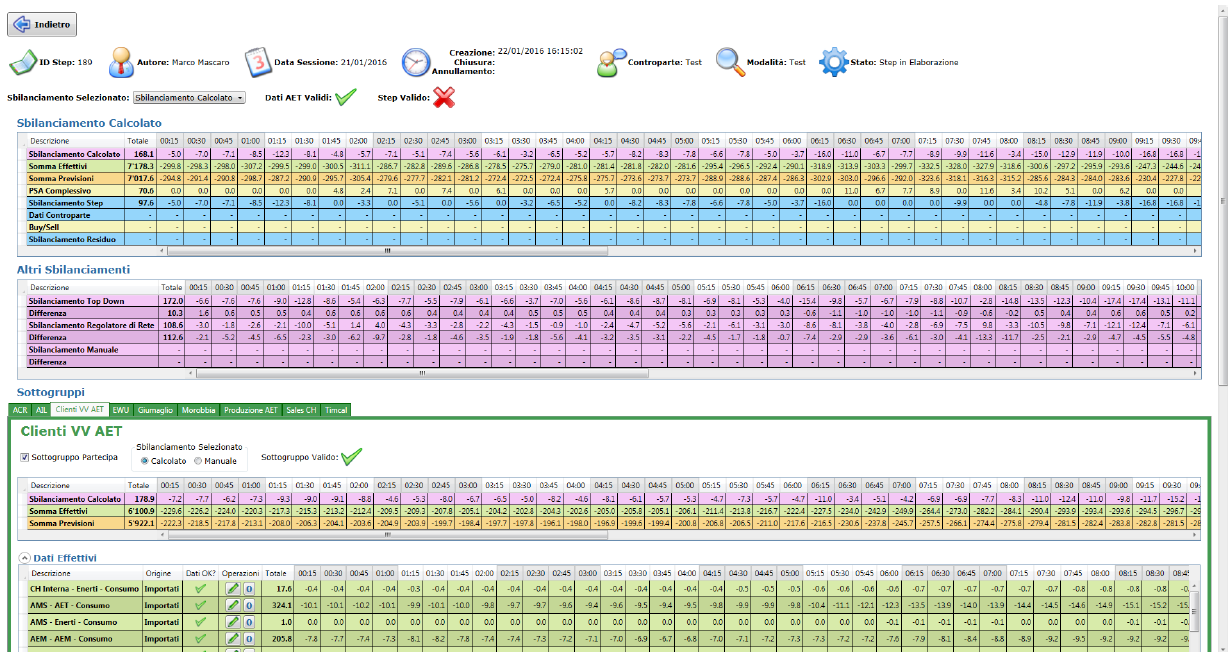 Indietro
ID Step: 189
Autore: Marco Mascaro
Data Sessione: 21/01/2016
Creazione: 22/01/2016 16:15:02
Chiusura:
Annullamento:
Controparte: Test
Modalità: Test
Stato: Step in Elaborazione
Sbilanciamento Selezionato: Sbilanciamento Calcolato
Dati AET Validi:
Step Valido:
Sbilanciamento Calcolato
Descrizione Totale 00:15 00:30 00:45 01:00 01:15 01:30 01:45 02:00 02:15 02:30 02:45 03:00 03:15 03:30 03:45 04:00 04:15 04:30 04:45 05:00 05:15 05:30 05:45 06:00 06:15 06:30 06:45 07:00 07:15 07:30 07:45 08:00 08:15 08:30 08:45 09:00 09:15 09:30
Sbilanciamento Calcolato 168.1 -5.0 -7.0 -7.1 -8.5 -12.3 -8.1 -4.8 -5.7 -7.1 -5.1 -7.4 -5.6 -6.1 -3.2 -6.5 -5.2 -5.7 -8.2 -8.3 -7.8 -6.6 -7.8 -5.0 -3.7 -16.0 -11.0 -6.7 -7.7 -8.9 -9.9 -11.6 -3.4 -15.0 -12.9 -11.9 -10.0 -16.8 -16.8
Somma Effettivi 7'178.3 -299.8 -298.3 -298.0 -307.2 -299.5 -299.0 -300.5 -311.1 -286.7 -282.8 -289.6 -286.8 -278.5 -275.7 -279.0 -281.0 -281.4 -281.8 -282.0 -281.6 -295.4 -296.5 -292.4 -290.1 -318.9 -313.9 -303.3 -299.7 -332.5 -328.0 -327.9 -318.6 -300.6 -297.2 -295.9 -293.6 -247.3 -244.6
Somma Previsioni 7'017.6 -294.8 -291.4 -290.8 -298.7 -287.2 -290.9 -295.7 -305.4 -279.6 -277.7 -282.1 -281.2 -272.4 -272.5 -272.4 -275.8 -275.7 -273.6 -273.7 -273.7 -288.9 -288.6 -287.4 -286.3 -302.9 -303.0 -296.6 -292.0 -323.6 -318.1 -316.3 -315.2 -285.6 -284.3 -284.0 -283.6 -230.4 -227.8
PSA Complessivo 70.6 0.0 0.0 0.0 0.0 0.0 0.0 4.8 2.4 7.1 0.0 7.4 0.0 6.1 0.0 0.0 0.0 5.7 0.0 0.0 0.0 0.0 0.0 0.0 0.0 0.0 11.0 6.7 7.7 8.9 0.0 11.6 3.4 10.2 5.1 0.0 6.2 0.0 0.0
Sbilanciamento Step 97.6 -5.0 -7.0 -7.1 -8.5 -12.3 -8.1 0.0 -3.3 0.0 -5.1 0.0 -5.6 0.0 -3.2 -6.5 -5.2 0.0 -8.2 -8.3 -7.8 -6.6 -7.8 -5.0 -3.7 -16.0 0.0 0.0 0.0 0.0 -9.9 0.0 0.0 -4.8 -7.8 -11.9 -3.8 -16.8 -16.8
Dati Controparte - - - - - - - - - - - - - - - - - - - - - - - - - - - - - - - - - - - - - - -
Buy/Sell - - - - - - - - - - - - - - - - - - - - - - - - - - - - - - - - - - - - - - -
Sbilanciamento Residuo - - - - - - - - - - - - - - - - - - - - - - - - - - - - - - - - - - - - - - -
Altri Sbilanciamenti
Descrizione Totale 00:15 00:30 00:45 01:00 01:15 01:30 01:45 02:00 02:15 02:30 02:45 03:00 03:15 03:30 03:45 04:00 04:15 04:30 04:45 05:00 05:15 05:30 05:45 06:00 06:15 06:30 06:45 07:00 07:15 07:30 07:45 08:00 08:15 08:30 08:45 09:00 09:15 09:30 09:45 10:00
Sbilanciamento Top Down 172.0 -6.6 -7.6 -7.6 -9.0 -12.8 -8.6 -5.4 -6.3 -7.7 -5.5 -7.9 -6.1 -6.6 -3.7 -7.0 -5.6 -6.1 -8.6 -8.7 -8.1 -6.9 -8.1 -5.3 -4.0 -15.4 -9.8 -5.7 -6.7 -7.9 -8.8 -10.7 -2.8 -14.8 -13.5 -12.3 -10.4 -17.4 -17.4 -13.1 -11.1
Differenza 10.3 1.6 0.6 0.5 0.5 0.4 0.6 0.6 0.6 0.6 0.4 0.4 0.4 0.4 0.5 0.5 0.5 0.4 0.4 0.4 0.3 0.3 0.3 0.3 0.3 -0.6 -1.1 -1.0 -1.0 -1.1 -0.9 -0.6 -0.2 0.5 0.4 0.4 0.6 0.6 0.5 0.2
Sbilanciamento Regolatore di Rete 108.6 -3.0 -1.8 -2.6 -2.1 -10.0 -5.1 1.4 4.0 -4.3 -3.3 -2.8 -2.2 -4.3 -1.5 -0.9 -1.0 -2.4 -4.7 -5.2 -5.6 -2.1 -6.1 -3.1 -3.0 -8.6 -8.1 -3.8 -4.0 -2.8 -6.9 -7.5 9.8 -3.3 -10.5 -9.8 -7.1 -12.1 -12.4 -7.1 -6.1
Differenza 112.6 -2.1 -5.2 -4.5 -6.5 -2.3 -3.0 -6.2 -9.7 -2.8 -1.8 -4.6 -3.5 -1.9 -1.8 -5.6 -4.1 -3.2 -3.5 -3.1 -2.2 -4.5 -1.7 -1.8 -0.7 -7.4 -2.9 -2.9 -3.6 -6.1 -3.0 -4.1 -13.3 -11.7 -2.5 -2.1 -2.9 -4.7 -4.5 -5.5 -4.8
Sbilanciamento Manuale - - - - - - - - - - - - - - - - - - - - - - - - - - - - - - - - - - - - - - - - -
Differenza - - - - - - - - - - - - - - - - - - - - - - - - - - - - - - - - - - - - - - - - -
Sottogruppi
ACR AIL Clienti VV AET EWU Giumaglio Morobbia Produzione AET Sales CH Timcal
Clienti VV AET
Sottogruppo Partecipa
Sbilanciamento Selezionato
Calcolato Manuale
Sottogruppo Valido:
Descrizione Totale 00:15 00:30 00:45 01:00 01:15 01:30 01:45 02:00 02:15 02:30 02:45 03:00 03:15 03:30 03:45 04:00 04:15 04:30 04:45 05:00 05:15 05:30 05:45 06:00 06:15 06:30 06:45 07:00 07:15 07:30 07:45 08:00 08:15 08:30 08:45 09:00 09:15 09:30
Sbilanciamento Calcolato 178.9 -7.2 -7.7 -6.2 -7.3 -9.3 -9.0 -9.1 -8.8 -4.6 -5.3 -8.0 -6.7 -6.5 -5.0 -8.2 -4.6 -8.1 -6.1 -5.7 -5.3 -4.7 -7.3 -5.7 -4.7 -11.0 -3.4 -5.1 -4.2 -6.9 -6.9 -7.7 -8.3 -11.0 -12.4 -11.0 -9.8 -11.7 -15.2
Somma Effettivi 6'100.9 -229.6 -226.2 -224.0 -220.3 -217.3 -215.3 -213.2 -212.4 -209.5 -209.3 -207.8 -205.1 -204.2 -202.8 -204.3 -202.6 -205.0 -205.8 -205.1 -206.1 -211.4 -213.8 -216.7 -222.4 -227.5 -234.0 -242.9 -249.9 -264.4 -273.0 -282.2 -284.1 -290.4 -293.9 -293.4 -293.6 -294.5 -296.7
Somma Previsioni 5'922.1 -222.3 -218.5 -217.8 -213.1 -208.0 -206.3 -204.1 -203.6 -204.9 -203.9 -199.7 -198.4 -197.7 -197.8 -196.1 -198.0 -196.9 -199.6 -199.4 -200.8 -206.8 -206.5 -211.0 -217.6 -216.5 -230.6 -237.8 -245.7 -257.5 -266.1 -274.4 -275.8 -279.4 -281.5 -282.4 -283.8 -282.8 -281.5
Dati Effettivi
Descrizione Origine Dati OK? Operazioni Totale 00:15 00:30 00:45 01:00 01:15 01:30 01:45 02:00 02:15 02:30 02:45 03:00 03:15 03:30 03:45 04:00 04:15 04:30 04:45 05:00 05:15 05:30 05:45 06:00 06:15 06:30 06:45 07:00 07:15 07:30 07:45 08:00 08:15 08:30
CH Interna - Enerti - Consumo Importati 17.6 -0.4 -0.4 -0.4 -0.4 -0.3 -0.4 -0.4 -0.4 -0.4 -0.4 -0.4 -0.4 -0.4 -0.4 -0.4 -0.4 -0.4 -0.5 -0.5 -0.5 -0.6 -0.6 -0.6 -0.6 -0.7 -0.7 -0.7 -0.7 -0.7 -0.8 -0.8 -0.8 -0.8
AMS - AET - Consumo Importati 324.1 -10.1 -10.1 -10.2 -10.1 -9.9 -10.1 -10.0 -9.8 -9.7 -9.7 -9.6 -9.4 -9.6 -9.5 -9.4 -9.5 -9.8 -9.9 -9.9 -9.8 -10.4 -11.1 -12.1 -12.3 -13.5 -13.9 -14.0 -13.9 -14.4 -14.5 -14.6 -14.9 -15.1 -15.2
AMS - Enerti - Consumo Importati 1.0 0.0 0.0 0.0 0.0 0.0 0.0 0.0 0.0 0.0 0.0 0.0 0.0 0.0 0.0 0.0 0.0 0.0 0.0 0.0 0.0 0.0 0.0 0.0 -0.1 -0.1 -0.1 -0.1 0.0 0.0 0.0 0.0 -0.1 -0.1
AEM - AEM - Consumo Importati 205.8 -7.8 -7.7 -7.4 -7.3 -8.1 -8.2 -7.8 -7.4 -7.4 -7.3 -7.2 -7.1 -7.0 -6.9 -6.7 -6.8 -7.0 -7.1 -7.2 -7.3 -7.3 -7.2 -7.2 -7.6 -7.9 -8.1 -8.4 -8.8 -8.9 -9.2 -9.5 -9.2 -9.2 -9.2